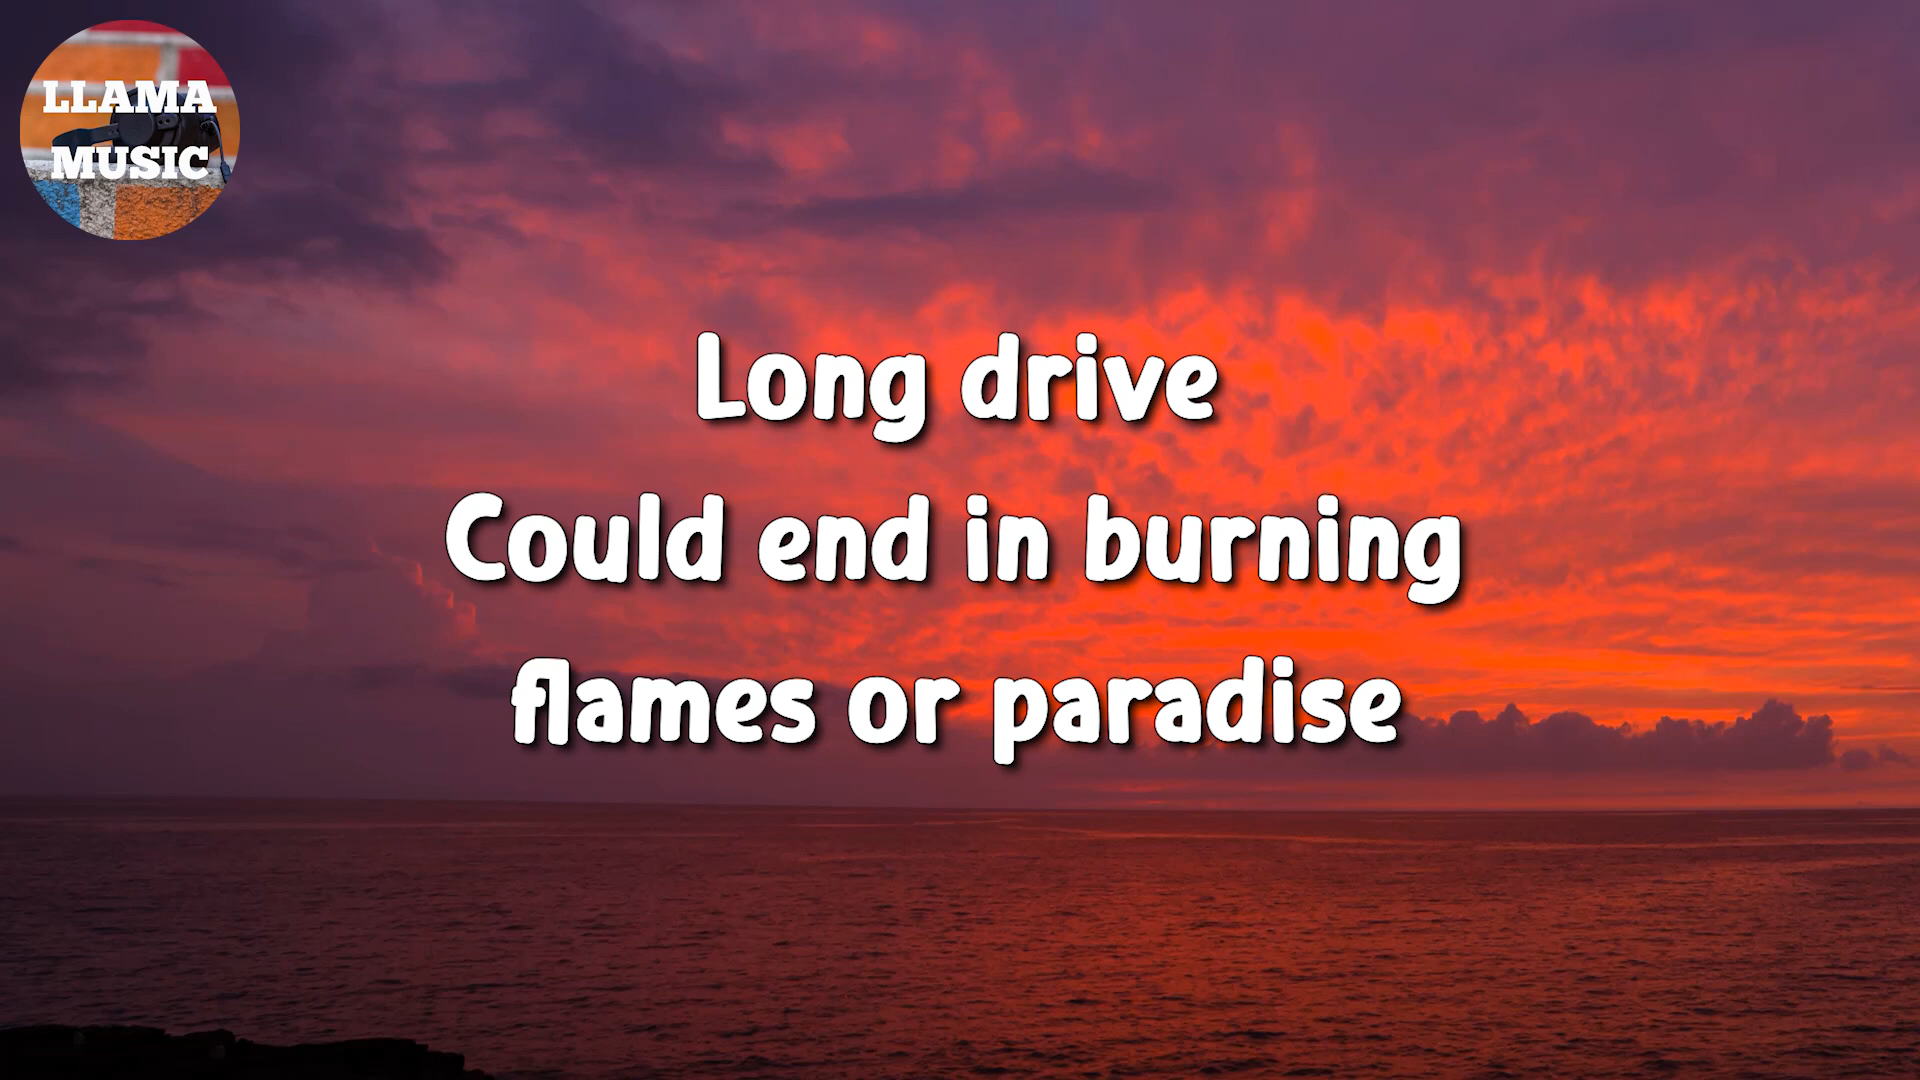 LLAMA
MUSIC
Long drive
Could end in burning
flames or paradise